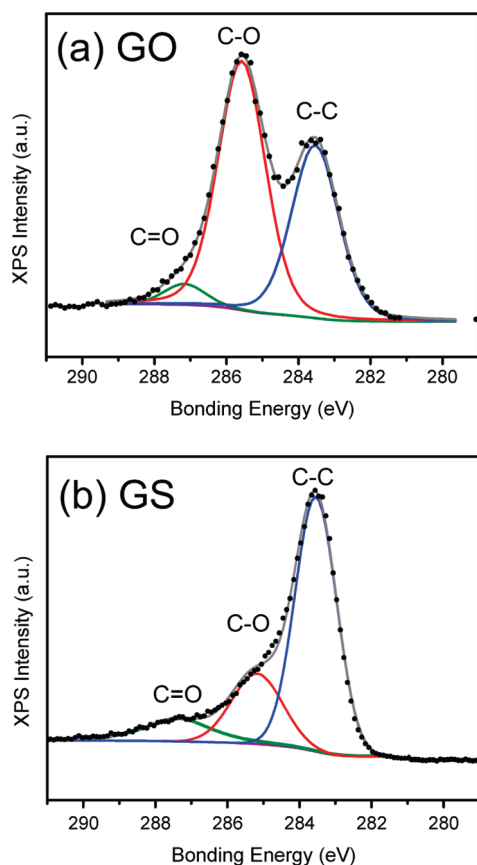 (a) GO
C-O
C-C
C=O
XPS Intensity (a.u.)
290 288 286 284 282 280
Bonding Energy (eV)
(b) GS
C-C
C-O
C=O
XPS Intensity (a.u.)
290 288 286 284 282 280
Bonding Energy (eV)